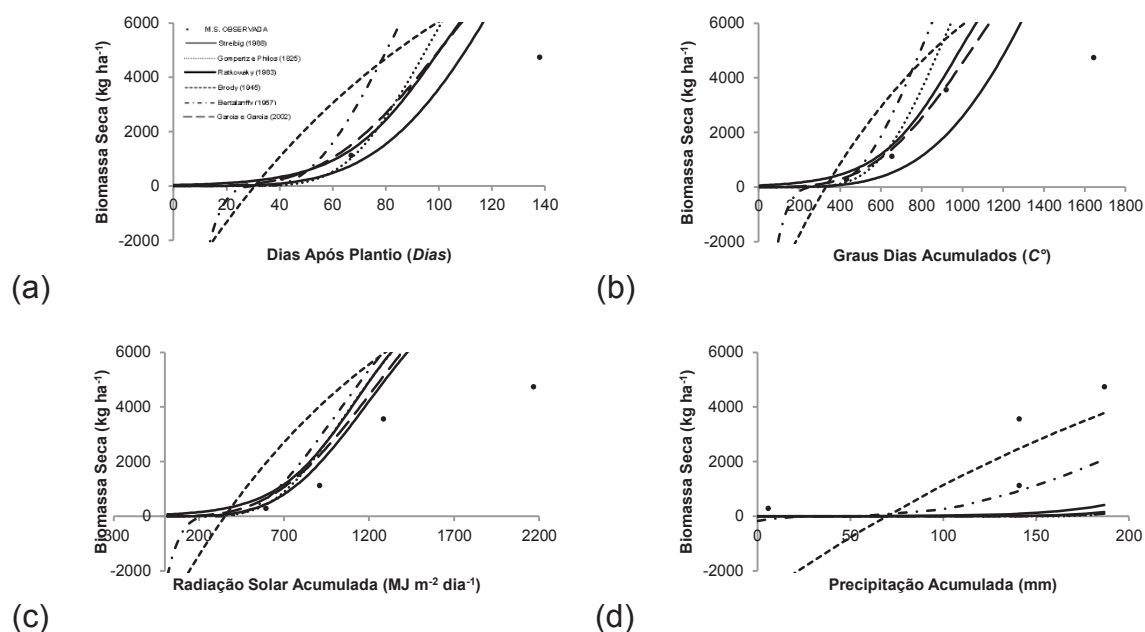 6000
4000
2000
0
-2000
Biomassa Seca (kg ha-1)
M.S. OBSERVADA
Streibig (1988)
Gompertz e Philos (1825)
Ratkowsky (1983)
Brody (1945)
Bertalanffy (1957)
Garcia e Garcia (2002)
0 20 40 60 80 100 120 140
Dias Após Plantio (Dias)
(a)
6000
4000
2000
0
-2000
Biomassa Seca (kg ha-1)
0 200 400 600 800 1000 1200 1400 1600 1800
Graus Dias Acumulados (C°)
(b)
6000
4000
2000
0
-2000
Biomassa Seca (kg ha-1)
200 700 1200 1700 2200
Radiação Solar Acumulada (MJ m-2 dia-1)
(c)
6000
4000
2000
0
-2000
Biomassa Seca (kg ha-1)
0 50 100 150 200
Precipitação Acumulada (mm)
(d)